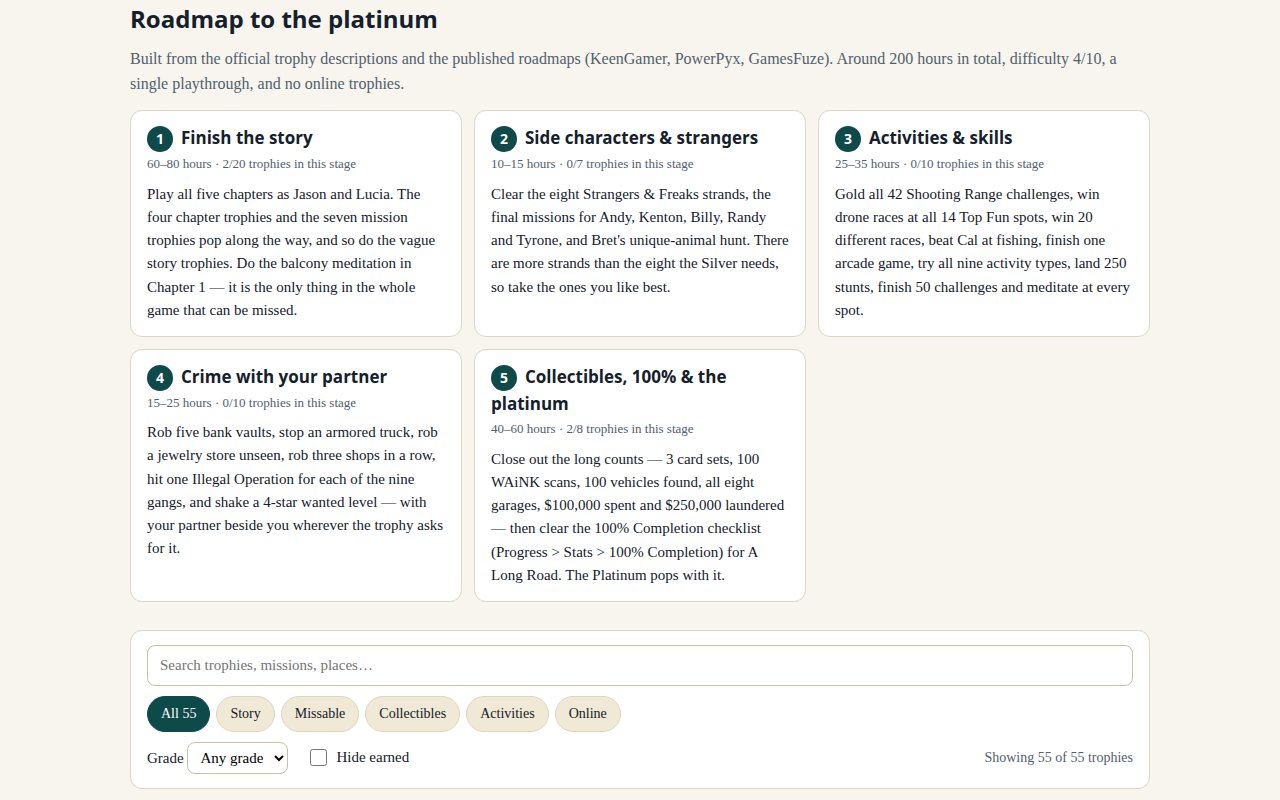 Roadmap to the platinum
Built from the official trophy descriptions and the published roadmaps (KeenGamer, PowerPyx, GamesFuze). Around 200 hours in total, difficulty 4/10, a
single playthrough, and no online trophies.
1 Finish the story
60–80 hours · 2/20 trophies in this stage
Play all five chapters as Jason and Lucia. The
four chapter trophies and the seven mission
trophies pop along the way, and so do the vague
story trophies. Do the balcony meditation in
Chapter 1 — it is the only thing in the whole
game that can be missed.
2 Side characters & strangers
10–15 hours · 0/7 trophies in this stage
Clear the eight Strangers & Freaks strands, the
final missions for Andy, Kenton, Billy, Randy
and Tyrone, and Bret's unique-animal hunt. There
are more strands than the eight the Silver needs,
so take the ones you like best.
3 Activities & skills
25–35 hours · 0/10 trophies in this stage
Gold all 42 Shooting Range challenges, win
drone races at all 14 Top Fun spots, win 20
different races, beat Cal at fishing, finish one
arcade game, try all nine activity types, land 250
stunts, finish 50 challenges and meditate at every
spot.
4 Crime with your partner
15–25 hours · 0/10 trophies in this stage
Rob five bank vaults, stop an armored truck, rob
a jewelry store unseen, rob three shops in a row,
hit one Illegal Operation for each of the nine
gangs, and shake a 4-star wanted level — with
your partner beside you wherever the trophy asks
for it.
5 Collectibles, 100% & the
platinum
40–60 hours · 2/8 trophies in this stage
Close out the long counts — 3 card sets, 100
WAiNK scans, 100 vehicles found, all eight
garages, $100,000 spent and $250,000 laundered
— then clear the 100% Completion checklist
(Progress > Stats > 100% Completion) for A
Long Road. The Platinum pops with it.
Search trophies, missions, places…
All 55 Story Missable Collectibles Activities Online
Grade Any grade Hide earned Showing 55 of 55 trophies